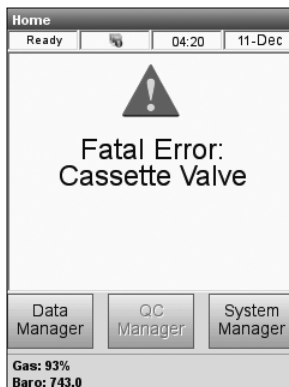 Home
Ready 04:20 11-Dec
Fatal Error:
Cassette Valve
Data Manager QC Manager System Manager
Gas: 93%
Baro: 743.0